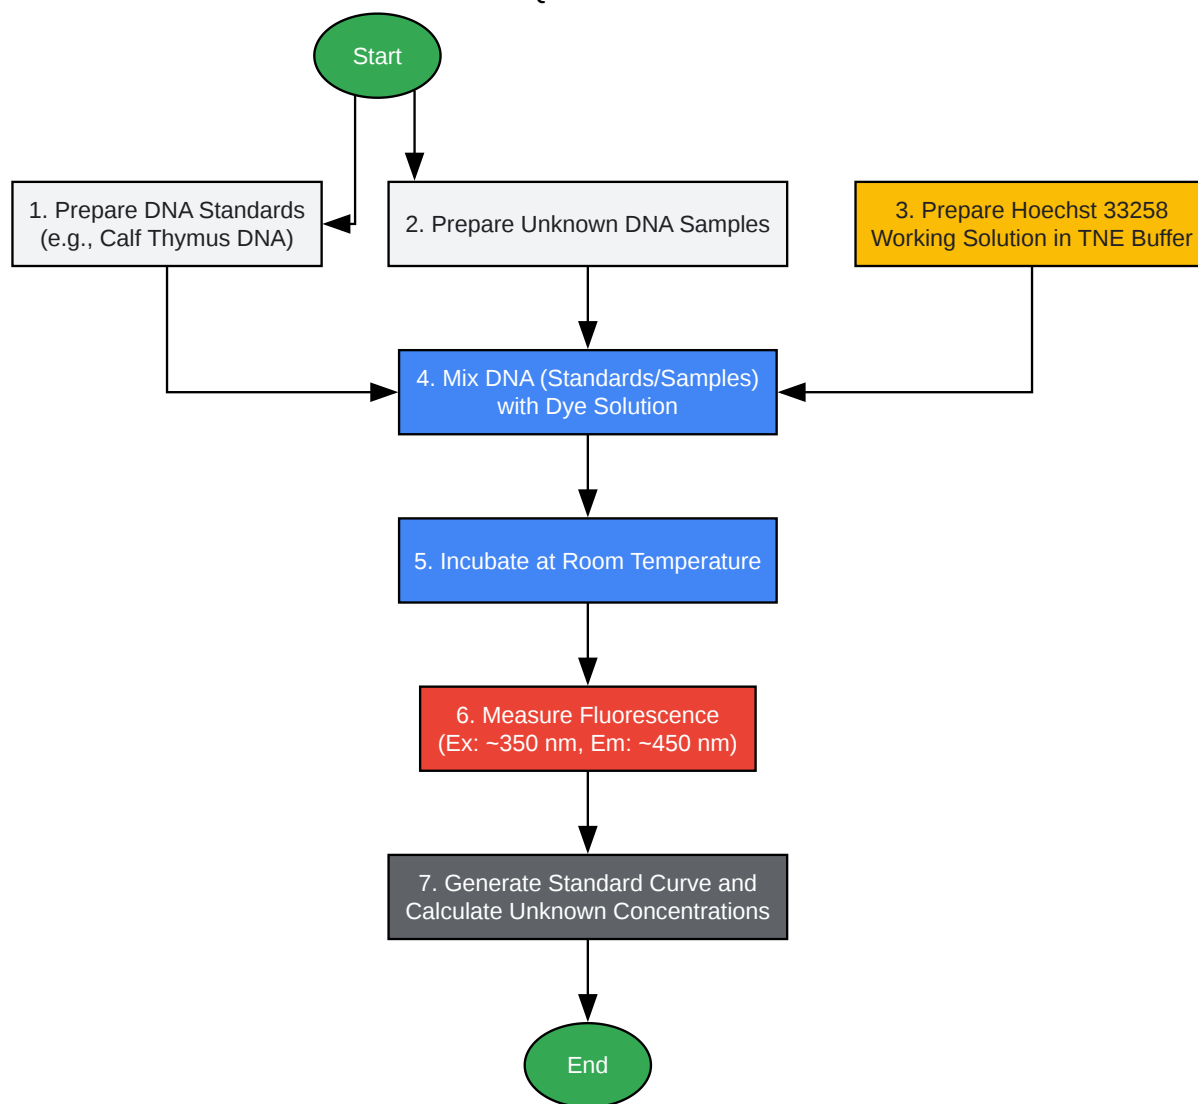 Start
1. Prepare DNA Standards
(e.g., Calf Thymus DNA)
2. Prepare Unknown DNA Samples
3. Prepare Hoechst 33258
Working Solution in TNE Buffer
4. Mix DNA (Standards/Samples)
with Dye Solution
5. Incubate at Room Temperature
6. Measure Fluorescence
(Ex: ~350 nm, Em: ~450 nm)
7. Generate Standard Curve and
Calculate Unknown Concentrations
End